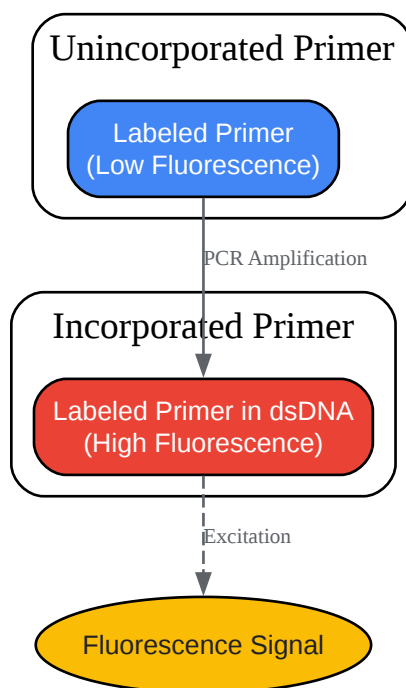 Unincorporated Primer
Labeled Primer
(Low Fluorescence)
PCR Amplification
Incorporated Primer
Labeled Primer in dsDNA
(High Fluorescence)
Excitation
Fluorescence Signal